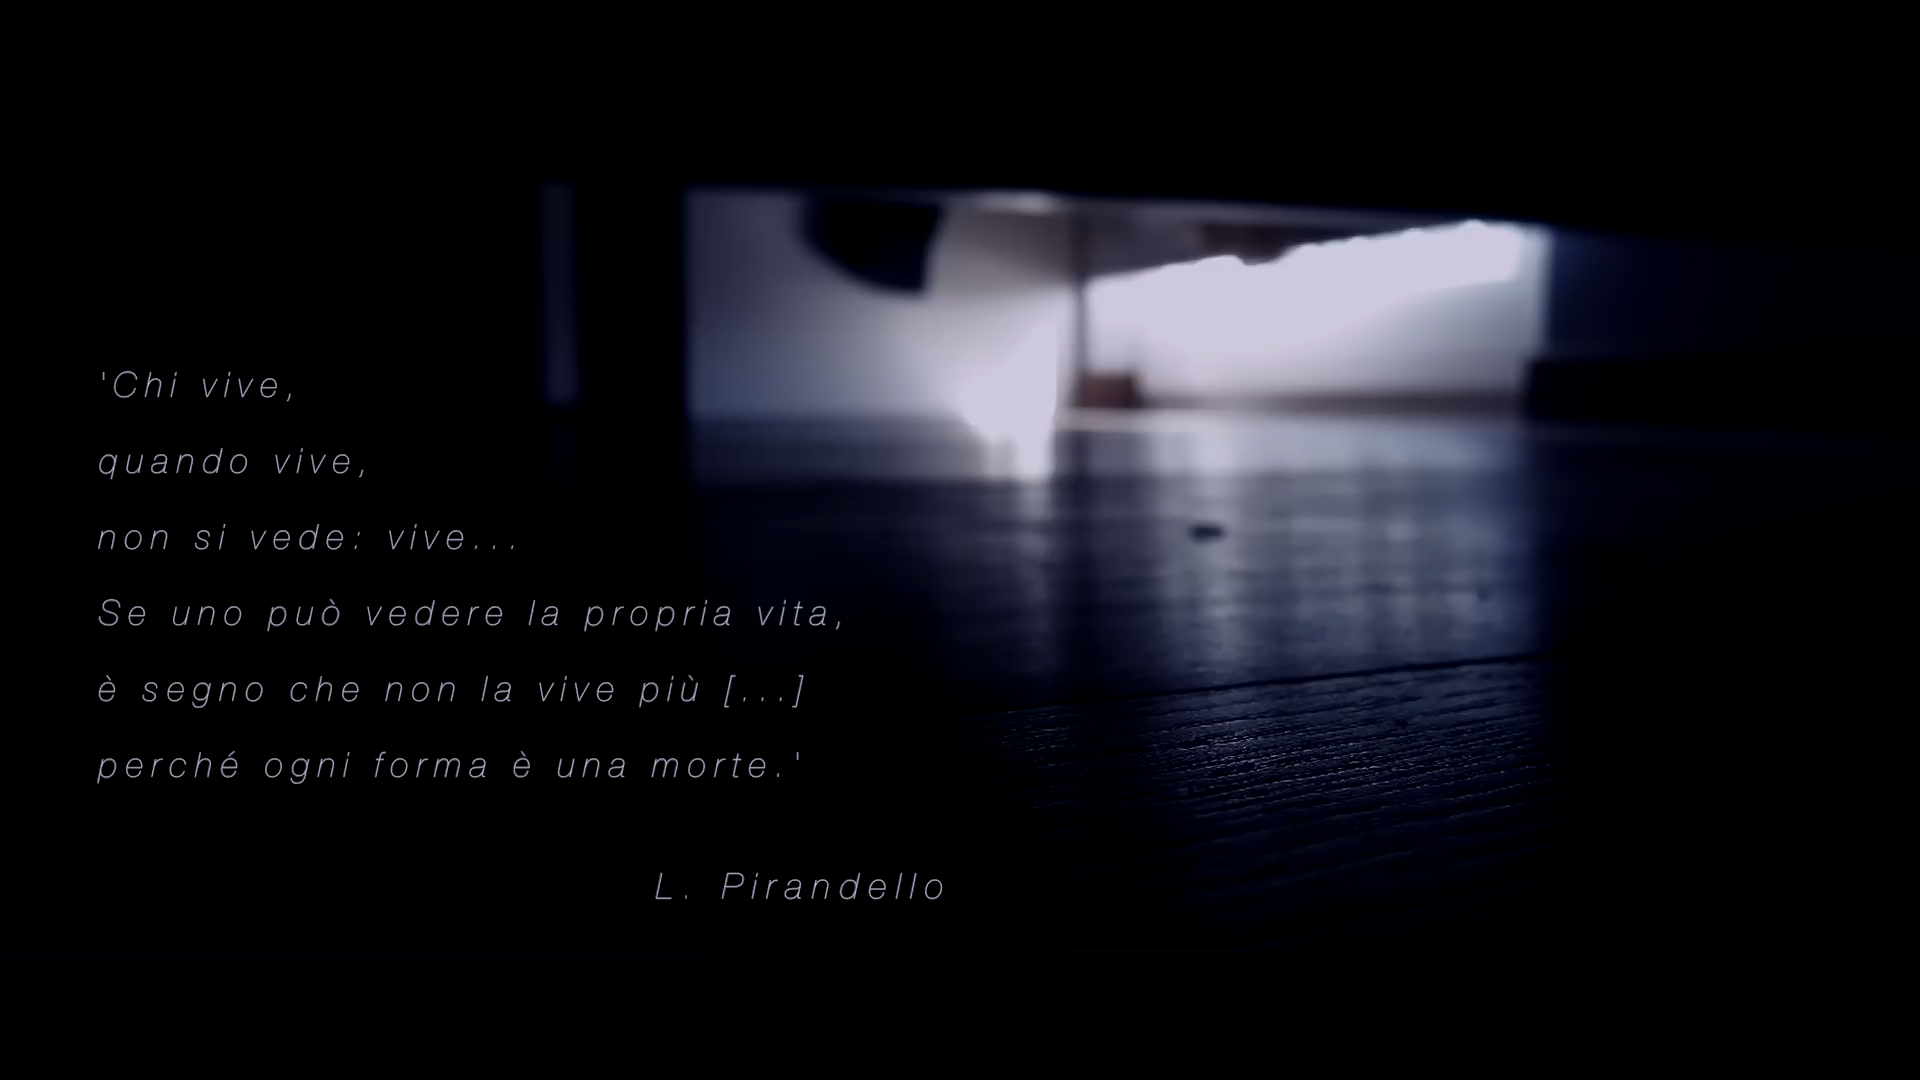 'Chi vive,
quando vive,
non si vede: vive...
Se uno può vedere la propria vita,
è segno che non la vive più [...]
perché ogni forma è una morte.'
L. Pirandello